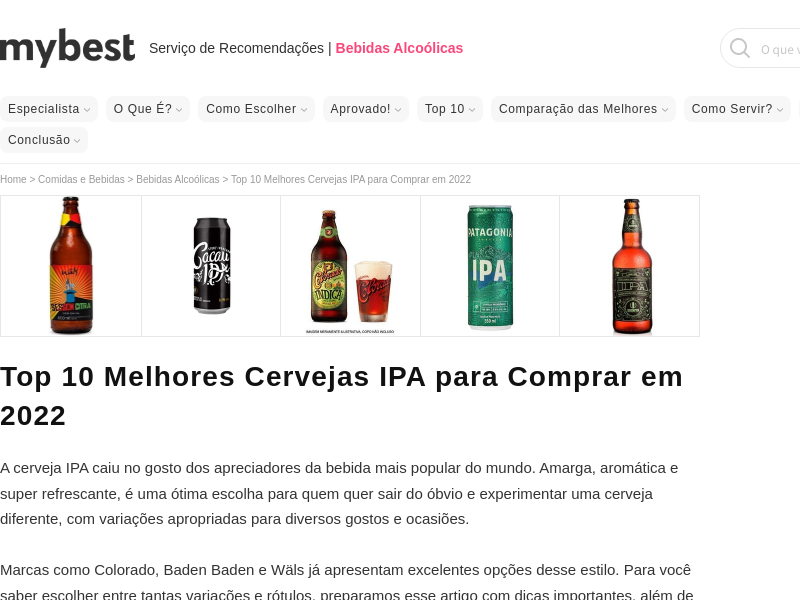 mybest
Serviço de Recomendações | Bebidas Alcoólicas
O que v
Especialista
O Que É?
Como Escolher
Aprovado!
Top 10
Comparação das Melhores
Como Servir?
Conclusão
Home > Comidas e Bebidas > Bebidas Alcoólicas > Top 10 Melhores Cervejas IPA para Comprar em 2022
Cacau IPA
Colorado
INDICA
PATAGONIA
IPA
IPA
Top 10 Melhores Cervejas IPA para Comprar em
2022
A cerveja IPA caiu no gosto dos apreciadores da bebida mais popular do mundo. Amarga, aromática e
super refrescante, é uma ótima escolha para quem quer sair do óbvio e experimentar uma cerveja
diferente, com variações apropriadas para diversos gostos e ocasiões.
Marcas como Colorado, Baden Baden e Wäls já apresentam excelentes opções desse estilo. Para você
saber escolher entre tantas variações e rótulos, preparamos esse artigo com dicas importantes, além de